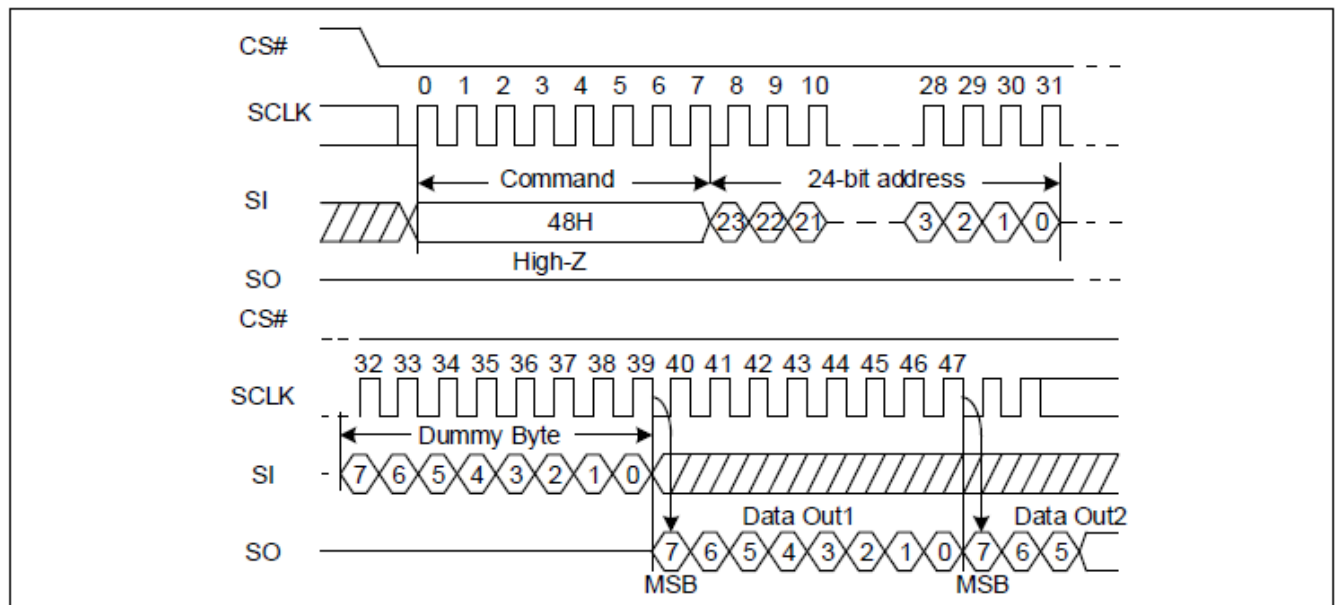 CS#
0 1 2 3 4 5 6 7 8 9 10 28 29 30 31
SCLK
Command 24-bit address
SI
48H 23 22 21 3 2 1 0
High-Z
SO
CS#
32 33 34 35 36 37 38 39 40 41 42 43 44 45 46 47
SCLK
Dummy Byte
SI 7 6 5 4 3 2 1 0
Data Out1 Data Out2
SO 7 6 5 4 3 2 1 0 7 6 5
MSB MSB